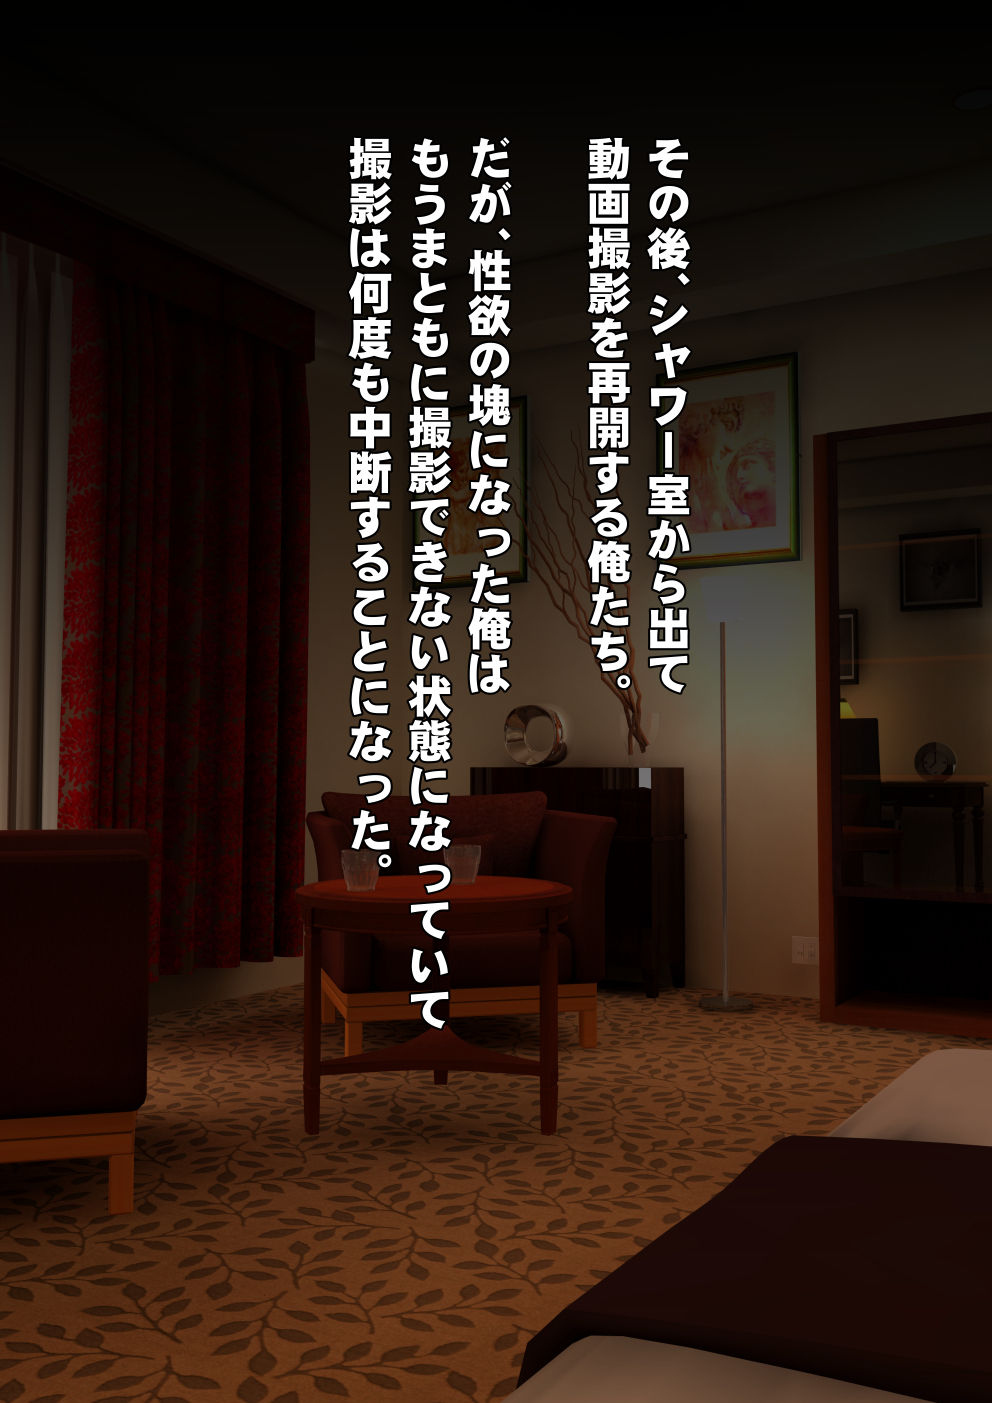 その後、シャワー室から出て
動画撮影を再開する俺たち。
だが、性欲の塊になった俺は
もうまともに撮影できない状態になっていて
撮影は何度も中断することになった。